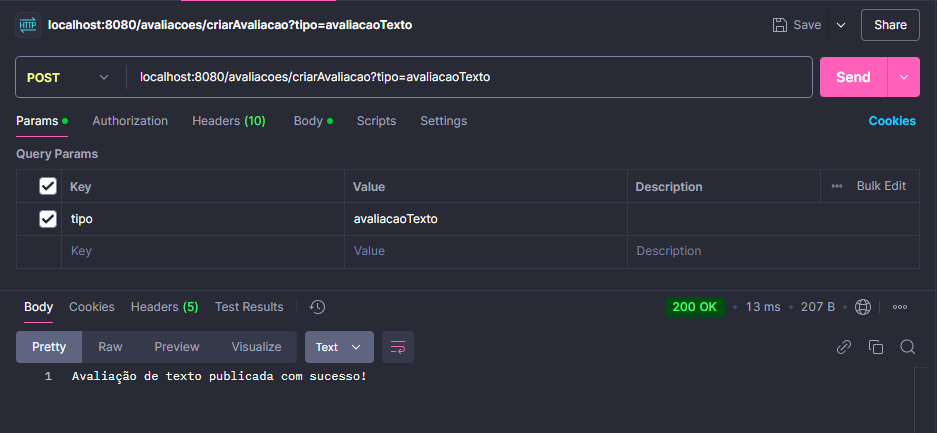 HTTP localhost:8080/avaliacoes/criarAvaliacao?tipo=avaliacaoTexto Save Share
POST localhost:8080/avaliacoes/criarAvaliacao?tipo=avaliacaoTexto Send
Params Authorization Headers (10) Body Scripts Settings Cookies
Query Params
Key Value Description Bulk Edit
tipo avaliacaoTexto
Key Value Description
Body Cookies Headers (5) Test Results 200 OK 13 ms 207 B
Pretty Raw Preview Visualize Text
1 Avaliação de texto publicada com sucesso!